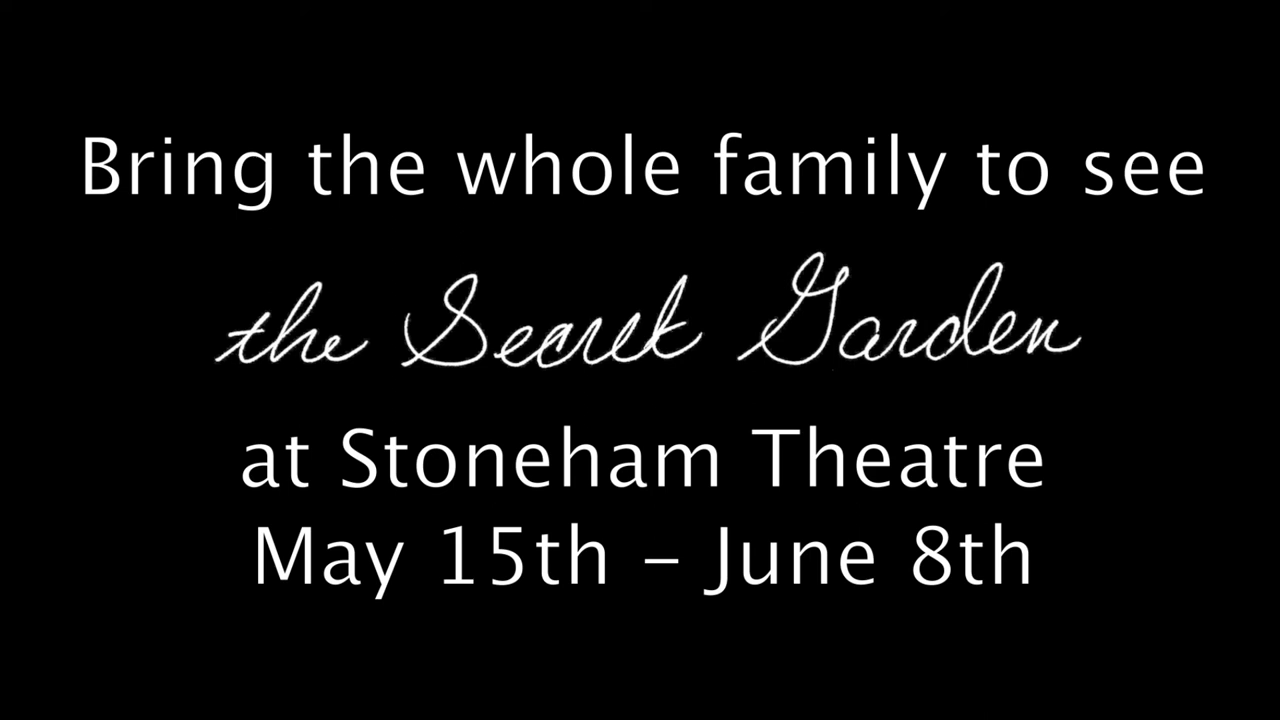 Bring the whole family to see
the Secret Garden
at Stoneham Theatre
May 15th – June 8th